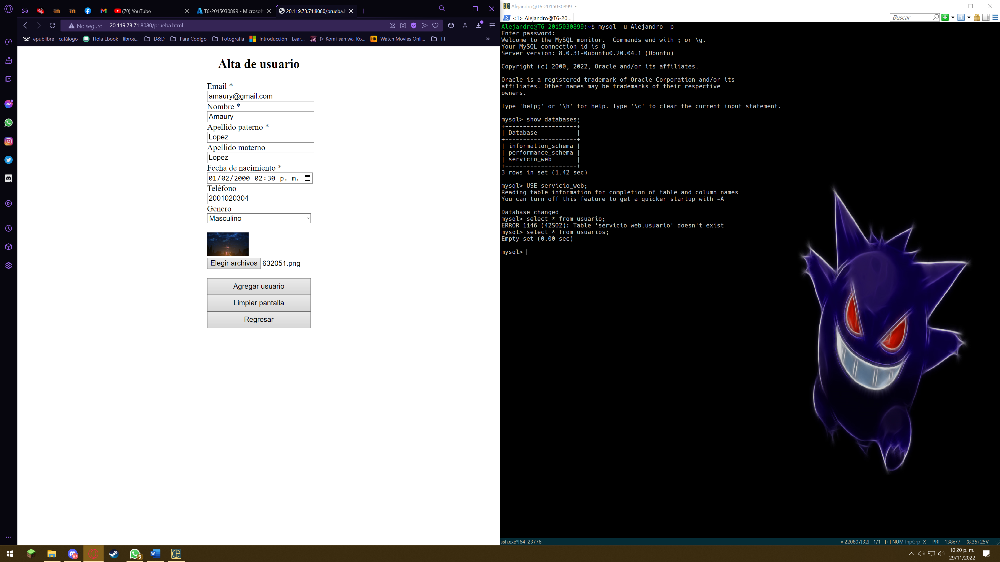 (70) YouTube
T6-2015030899 - Microsoft
20.119.73.71:8080/prueba.h
No seguro
20.119.73.71:8080/prueba.html
epublibre - catálogo
Hola Ebook - libros...
D&D
Para Codigo
Fotografia
Introducción - Lear...
▷ Komi-san wa, Ko...
HD
Watch Movies Onli...
TT
»
Alta de usuario
Email *
amaury@gmail.com
Nombre *
Amaury
Apellido paterno *
Lopez
Apellido materno
Lopez
Fecha de nacimiento *
01/02/2000 02:30 p. m.
Teléfono
2001020304
Genero
Masculino
Elegir archivos 632051.png
Agregar usuario
Limpiar pantalla
Regresar
Alejandro@T6-2015030899: ~
<1> Alejandro@T6-20...
Buscar
Alejandro@T6-2015030899:~$ mysql -u Alejandro -p
Enter password:
Welcome to the MySQL monitor.  Commands end with ; or \g.
Your MySQL connection id is 8
Server version: 8.0.31-0ubuntu0.20.04.1 (Ubuntu)
Copyright (c) 2000, 2022, Oracle and/or its affiliates.
Oracle is a registered trademark of Oracle Corporation and/or its
affiliates. Other names may be trademarks of their respective
owners.
Type 'help;' or '\h' for help. Type '\c' to clear the current input statement.
mysql> show databases;
+--------------------+
| Database           |
+--------------------+
| information_schema |
| performance_schema |
| servicio_web       |
+--------------------+
3 rows in set (1.42 sec)
mysql> USE servicio_web;
Reading table information for completion of table and column names
You can turn off this feature to get a quicker startup with -A
Database changed
mysql> select * from usuario;
ERROR 1146 (42S02): Table 'servicio_web.usuario' doesn't exist
mysql> select * from usuarios;
Empty set (0.00 sec)
mysql>
ssh.exe*[64]:23776
« 220807[32] 1/1 [+] NUM InpGrp X PRI 138x77 (8,35) 25V
9+
3
10:20 p. m.
29/11/2022